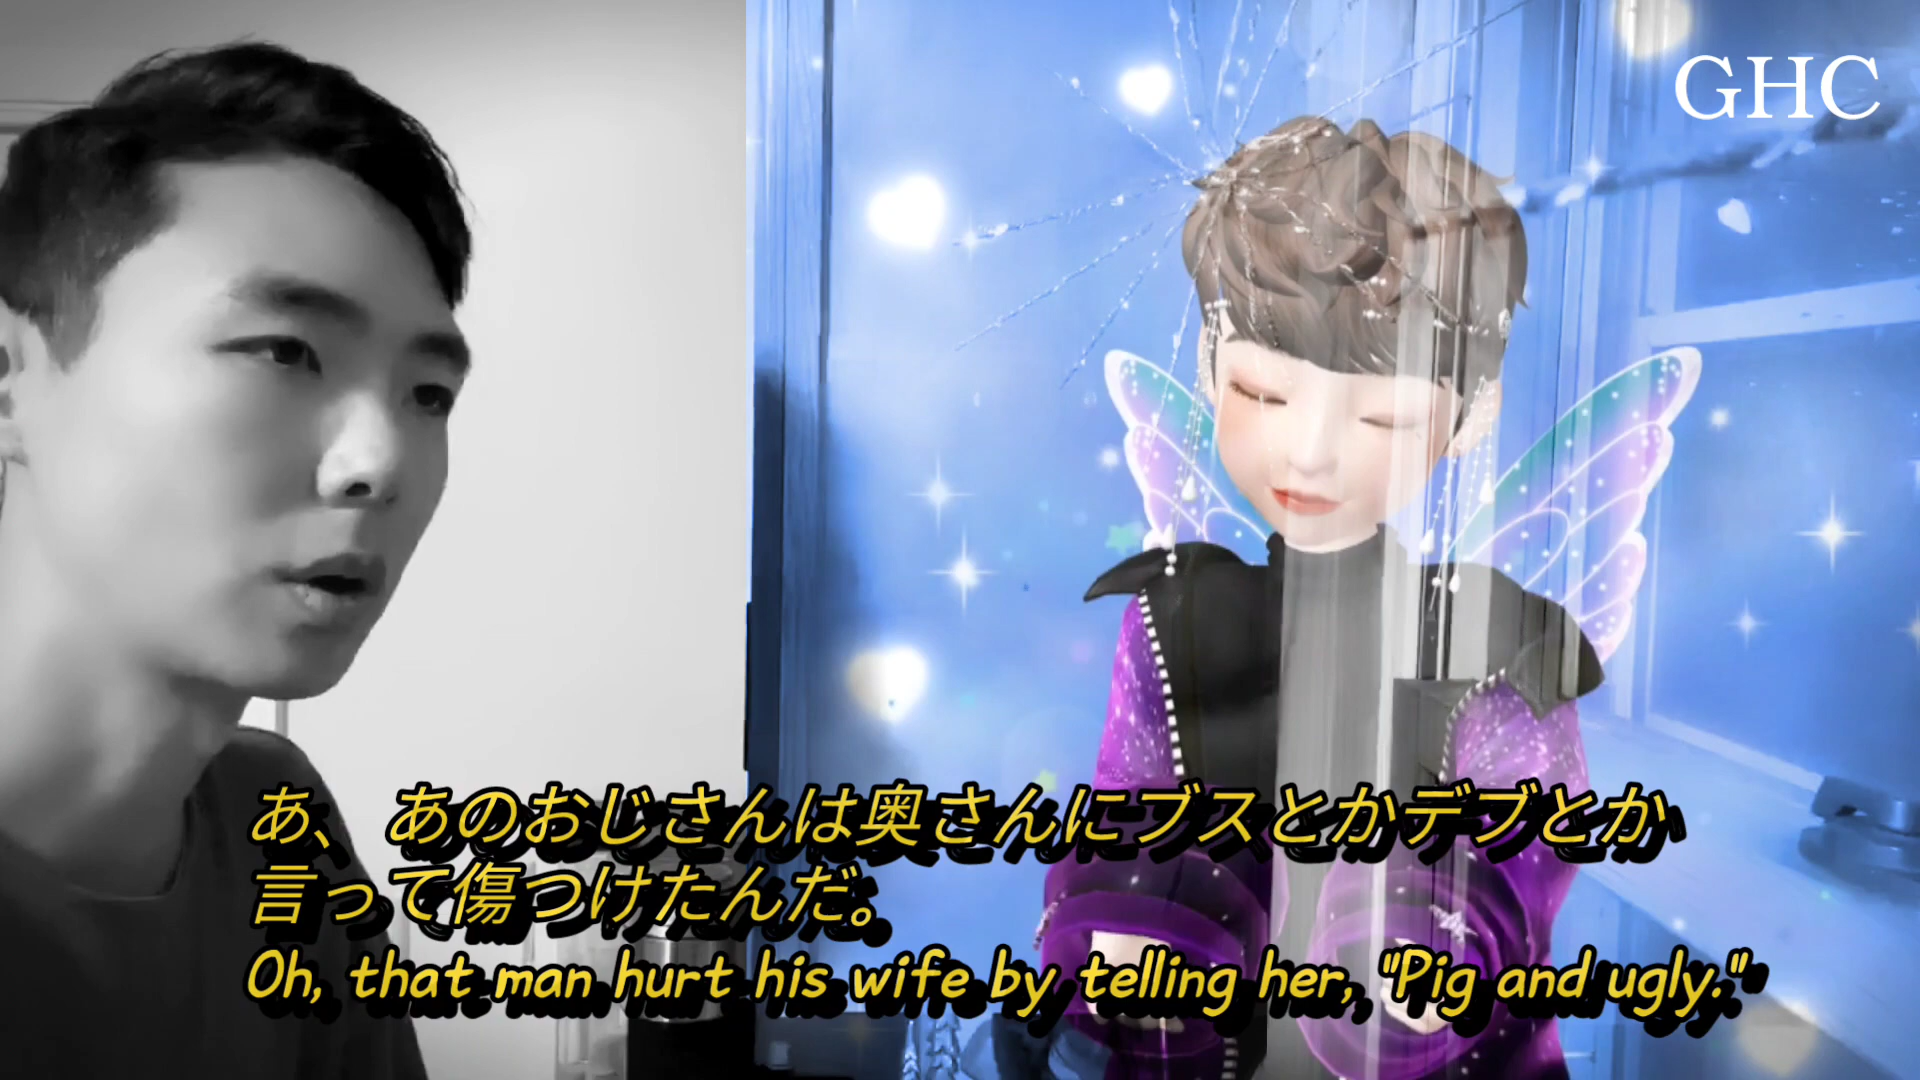 GHC
あ、あのおじさんは奥さんにブスとかデブとか
言って傷つけたんだ。
Oh, that man hurt his wife by telling her, "Pig and ugly."